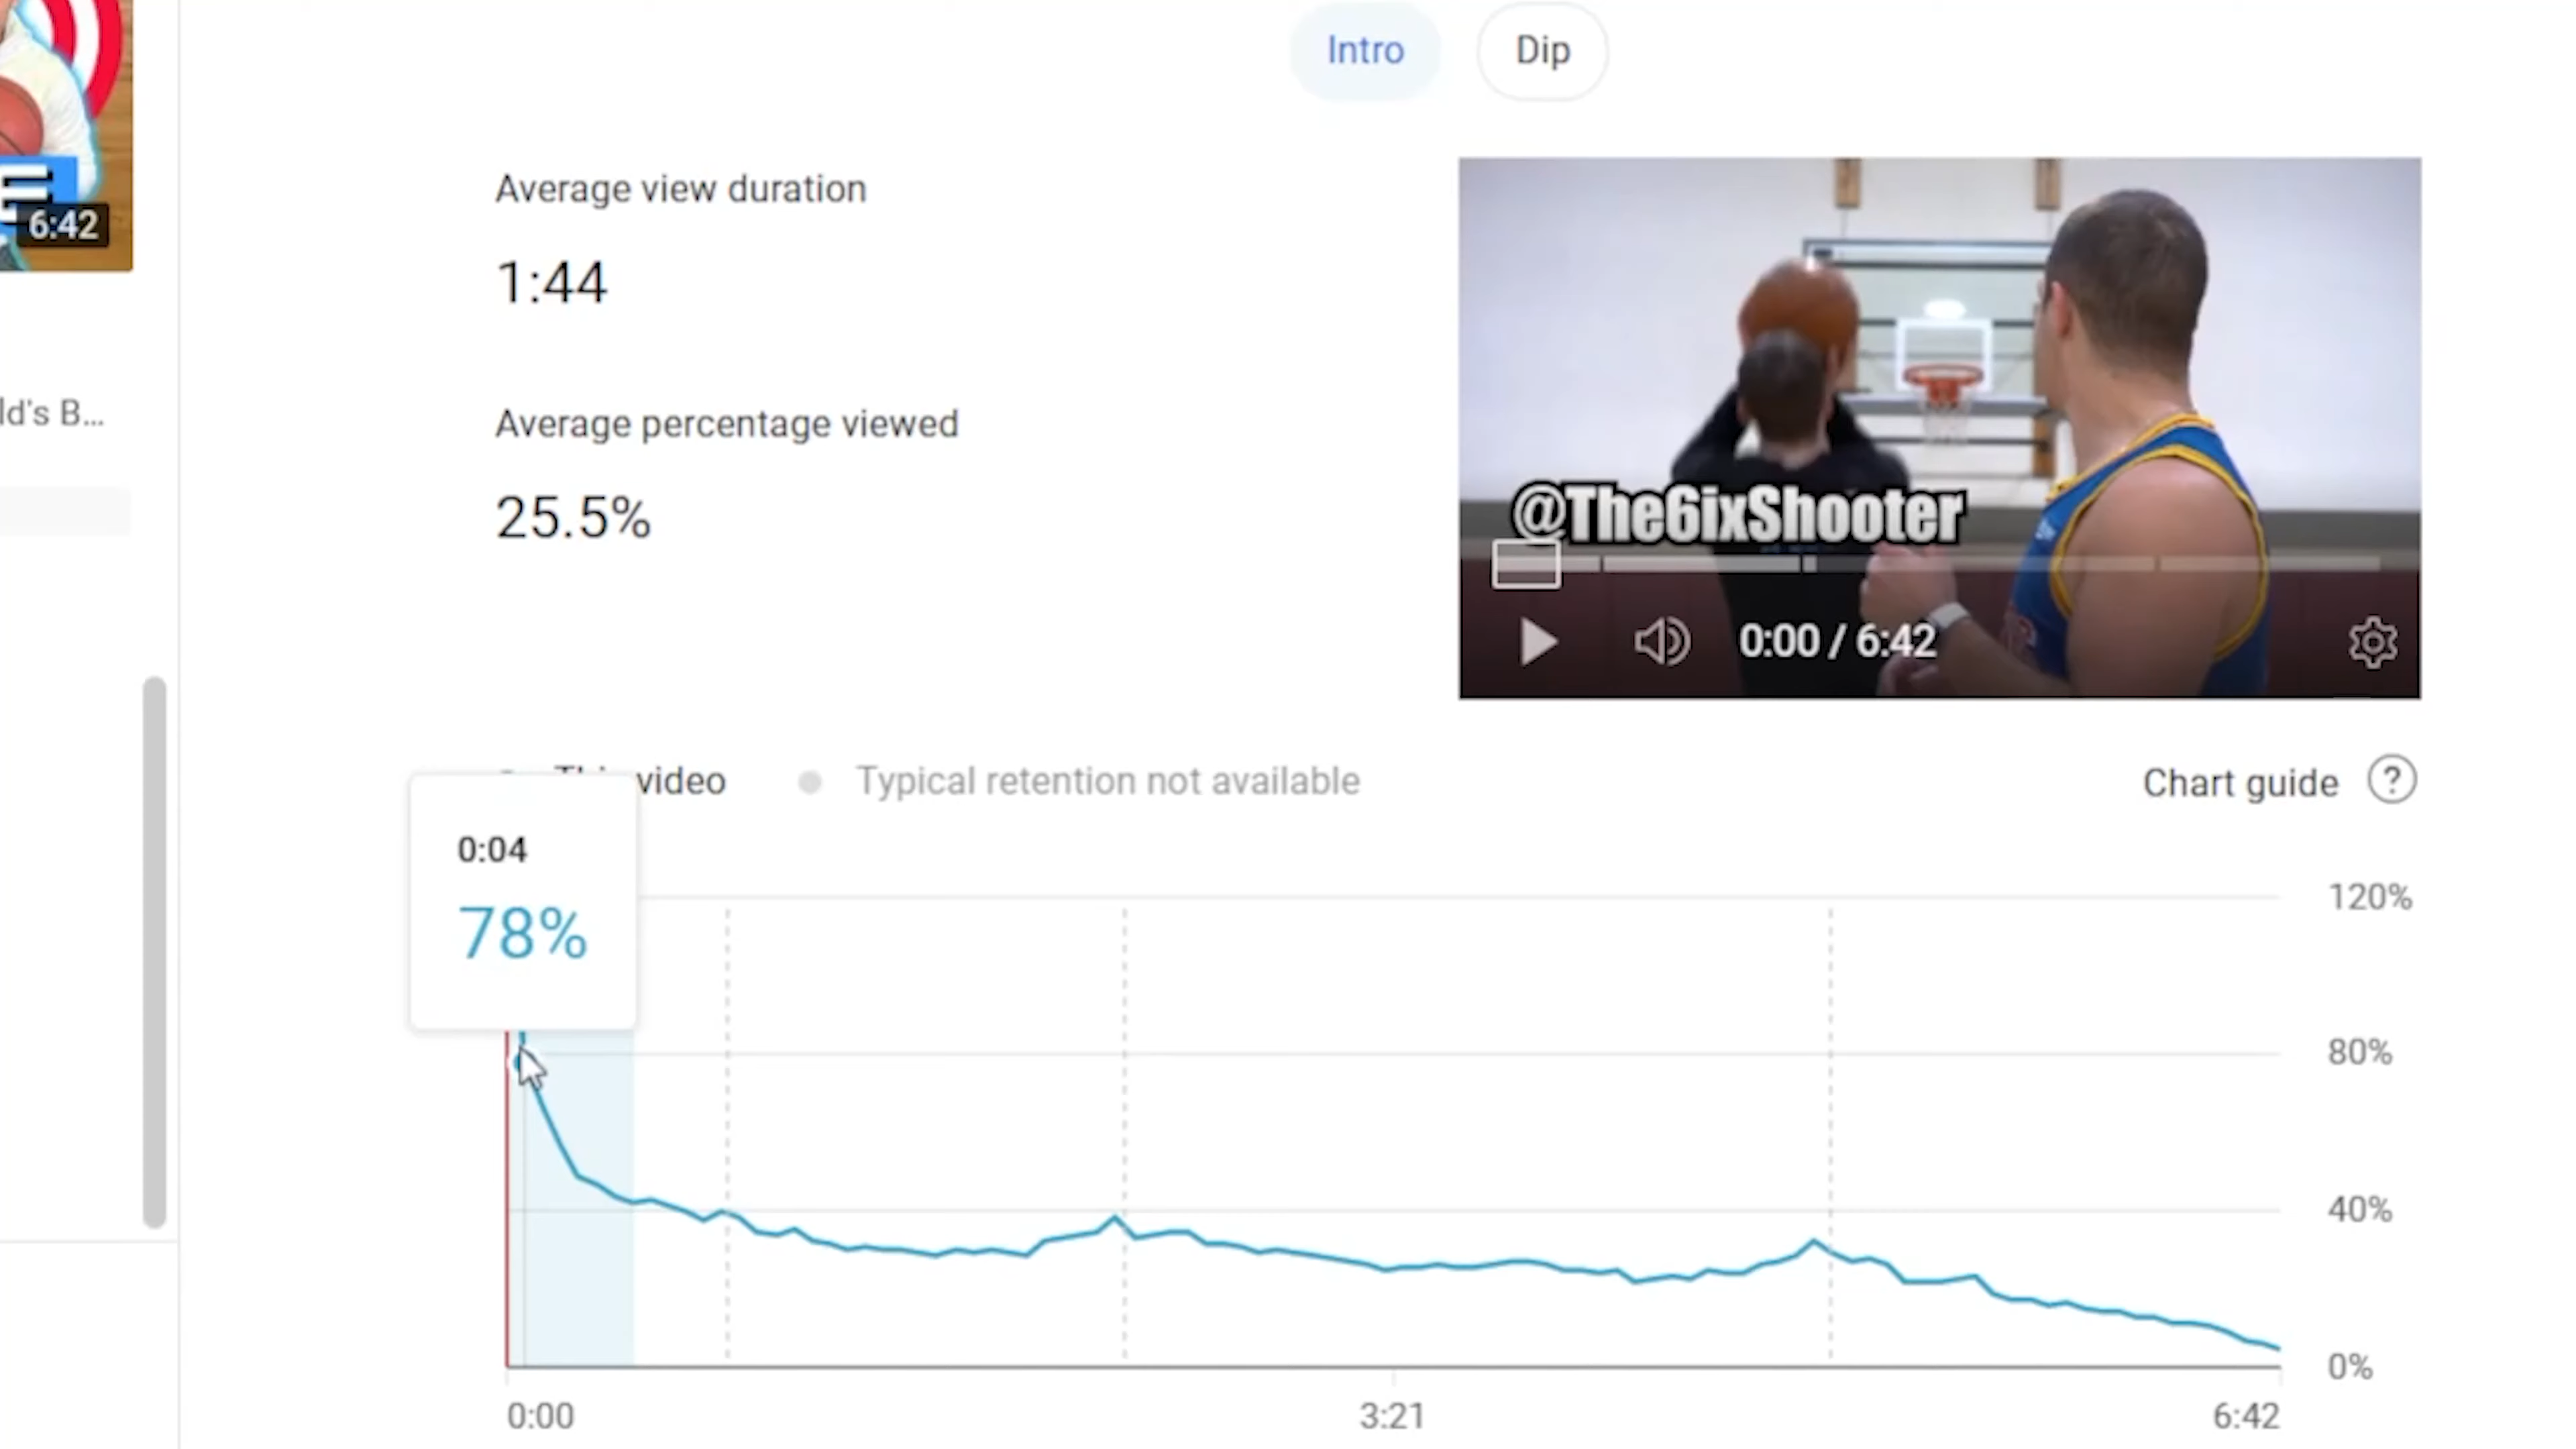 Intro
Dip
Average view duration
1:44
Average percentage viewed
25.5%
E
6:42
ld's B...
@The6ixShooter
0:00 / 6:42
video
Typical retention not available
Chart guide ?
0:04
78%
120%
80%
40%
0%
0:00
3:21
6:42